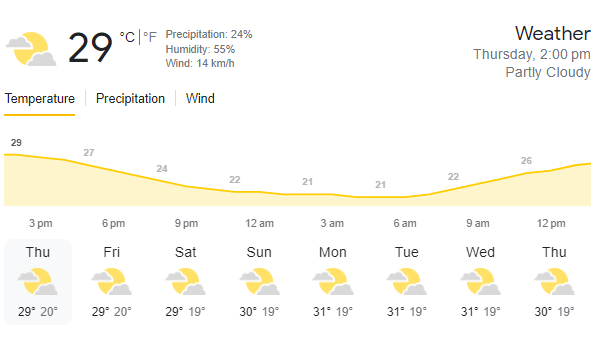 29 °C | °F
Precipitation: 24%
Humidity: 55%
Wind: 14 km/h
Weather
Thursday, 2:00 pm
Partly Cloudy
Temperature Precipitation Wind
29 27 24 22 21 21 22 26
3 pm 6 pm 9 pm 12 am 3 am 6 am 9 am 12 pm
Thu Fri Sat Sun Mon Tue Wed Thu
29° 20° 29° 20° 29° 19° 30° 19° 31° 19° 31° 19° 31° 19° 30° 19°